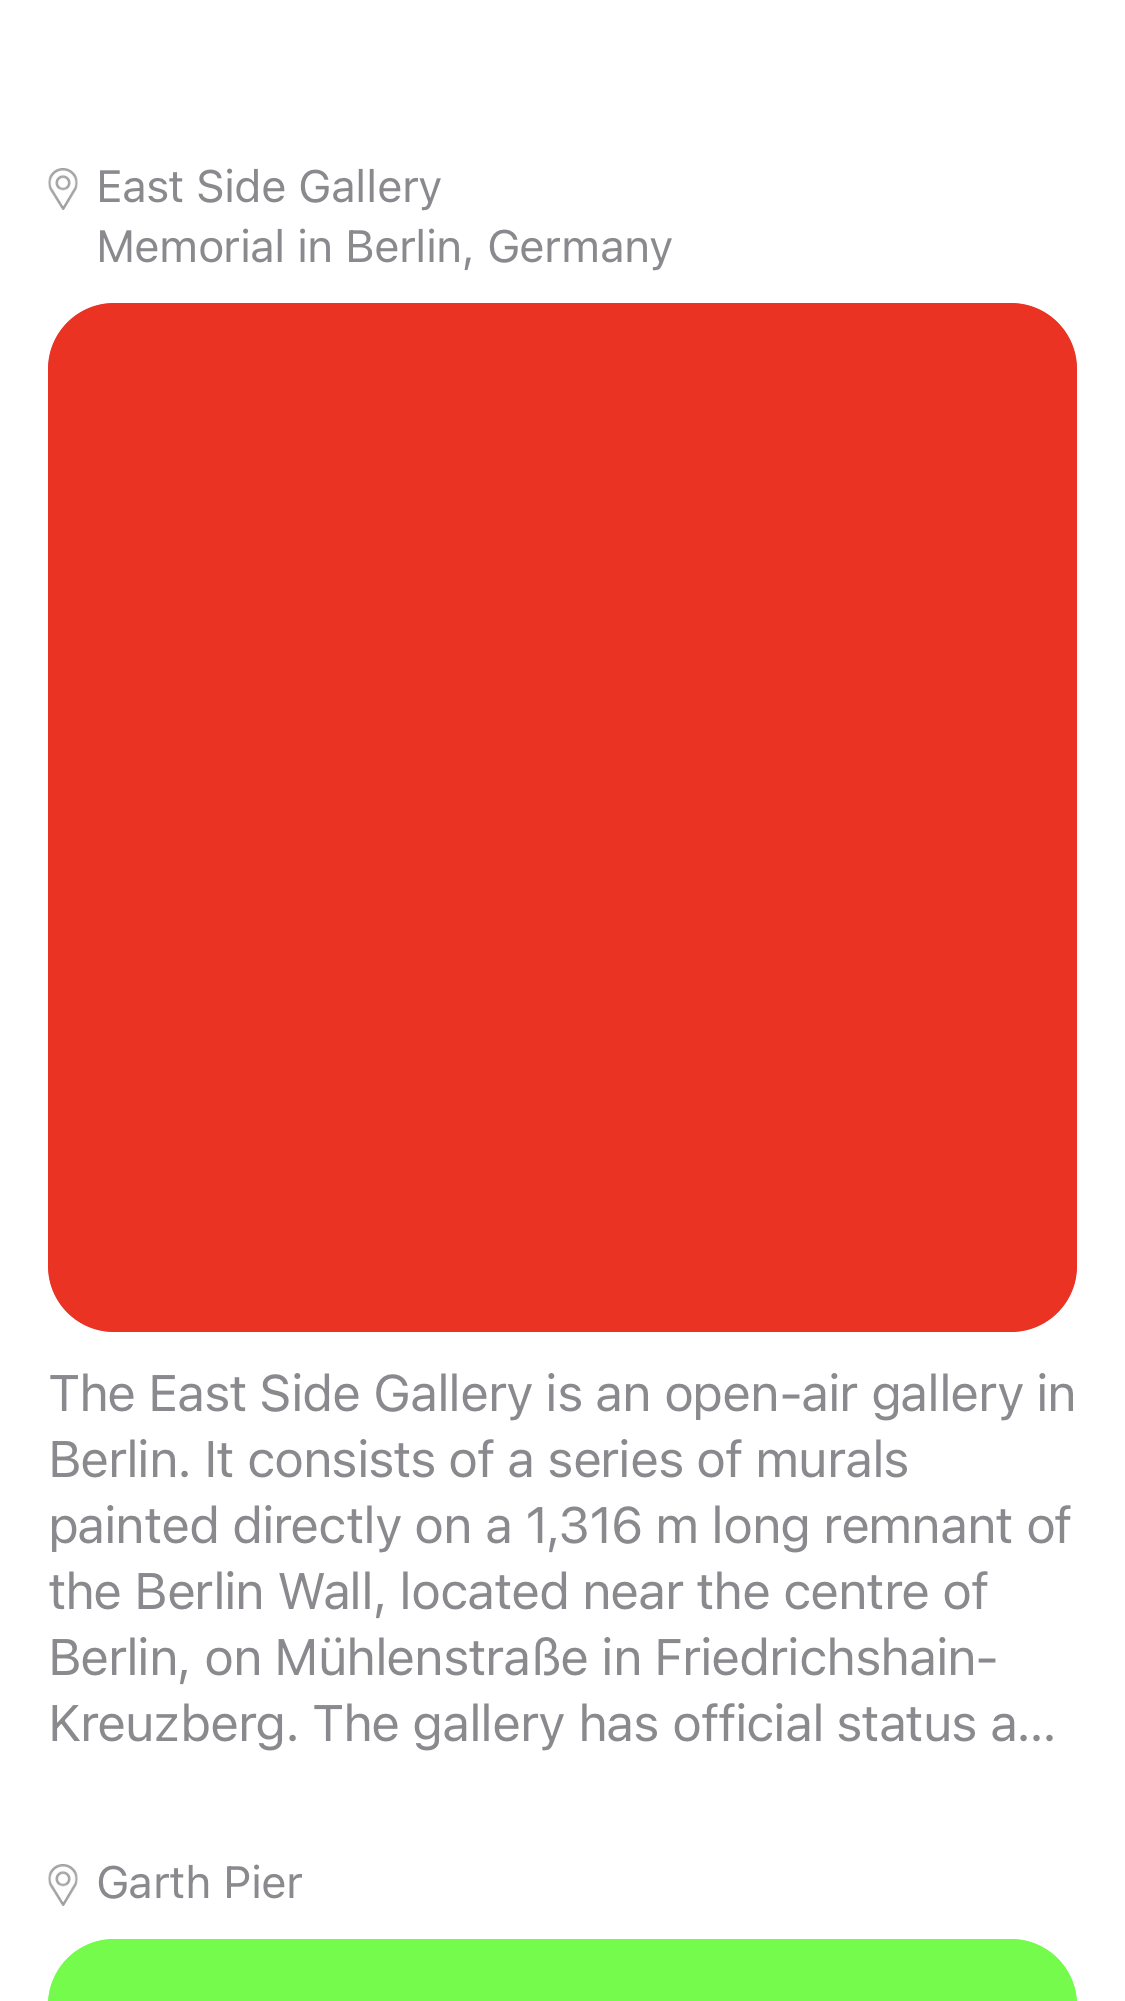 East Side Gallery
Memorial in Berlin, Germany
The East Side Gallery is an open-air gallery in
Berlin. It consists of a series of murals
painted directly on a 1,316 m long remnant of
the Berlin Wall, located near the centre of
Berlin, on Mühlenstraße in Friedrichshain-
Kreuzberg. The gallery has official status a...
Garth Pier